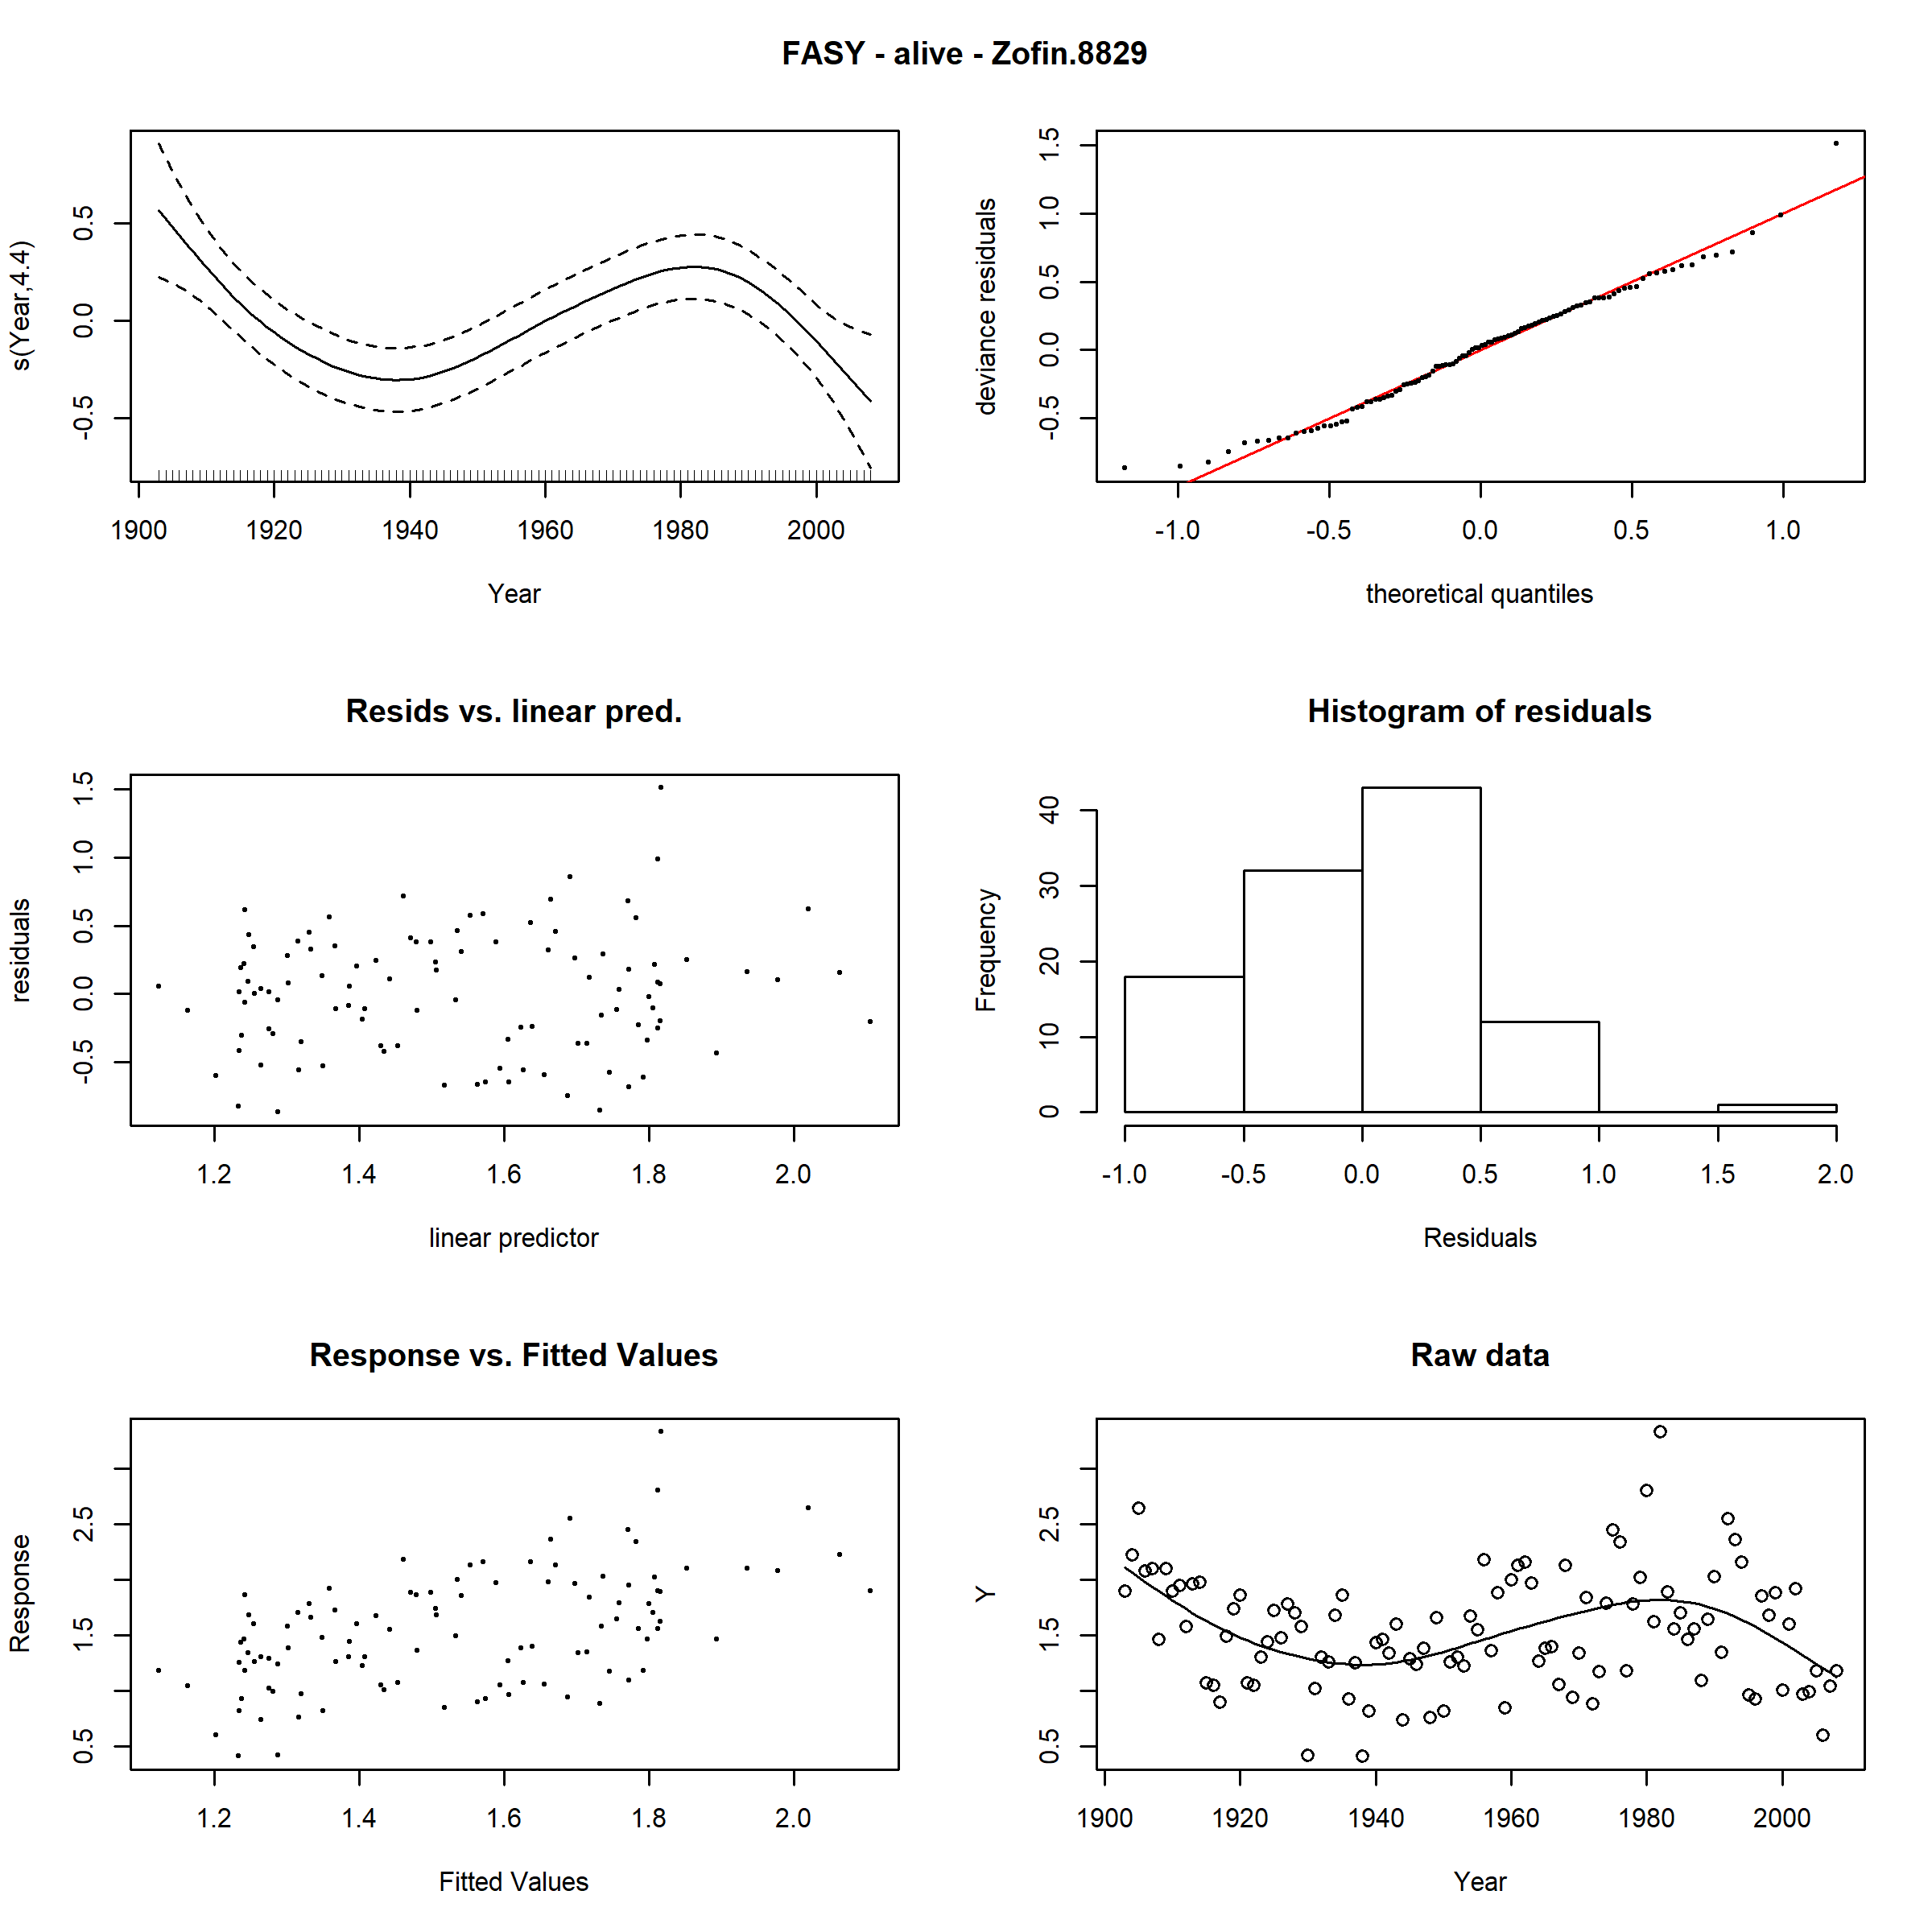 FASY - alive - Zofin.8829
s(Year,4.4)
-0.5 0.0 0.5
1900 1920 1940 1960 1980 2000
Year
deviance residuals
-0.5 0.0 0.5 1.0 1.5
-1.0 -0.5 0.0 0.5 1.0
theoretical quantiles
Resids vs. linear pred.
residuals
-0.5 0.0 0.5 1.0 1.5
1.2 1.4 1.6 1.8 2.0
linear predictor
Histogram of residuals
Frequency
0 10 20 30 40
-1.0 -0.5 0.0 0.5 1.0 1.5 2.0
Residuals
Response vs. Fitted Values
Response
0.5 1.5 2.5
1.2 1.4 1.6 1.8 2.0
Fitted Values
Raw data
Y
0.5 1.5 2.5
1900 1920 1940 1960 1980 2000
Year